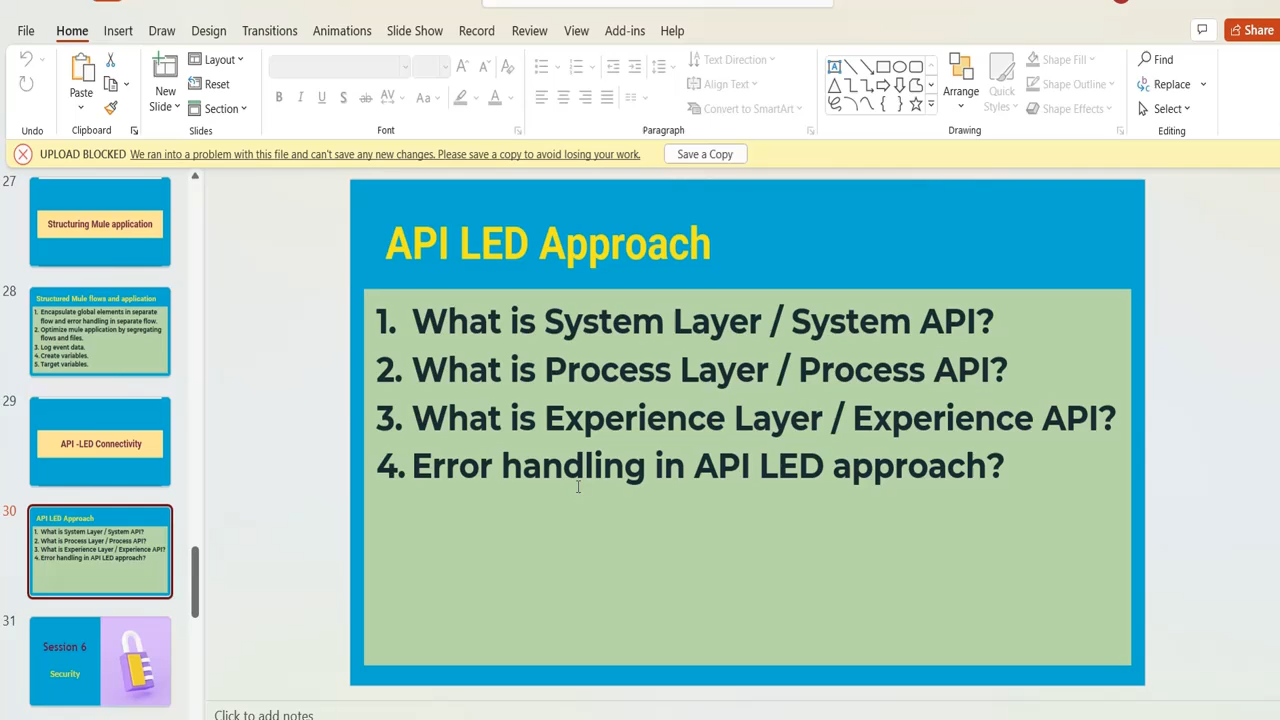 File Home Insert Draw Design Transitions Animations Slide Show Record Review View Add-ins Help Share
Paste
New Slide
Layout
Reset
Section
Text Direction
Align Text
Convert to SmartArt
Arrange
Quick Styles
Shape Fill
Shape Outline
Shape Effects
Find
Replace
Select
Undo Clipboard Slides Font Paragraph Drawing Editing
UPLOAD BLOCKED We ran into a problem with this file and can't save any new changes. Please save a copy to avoid losing your work. Save a Copy
27
Structuring Mule application
28
Structured Mule flows and application
1. Encapsulate global elements in separate
flow and error handling in separate flow.
2. Optimize mule application by segregating
flows and files.
3. Log event data.
4. Create variables.
5. Target variables.
29
API -LED Connectivity
30
API LED Approach
1. What is System Layer / System API?
2. What is Process Layer / Process API?
3. What is Experience Layer / Experience API?
4. Error handling in API LED approach?
31
Session 6
Security
API LED Approach
1. What is System Layer / System API?
2. What is Process Layer / Process API?
3. What is Experience Layer / Experience API?
4. Error handling in API LED approach?
Click to add notes